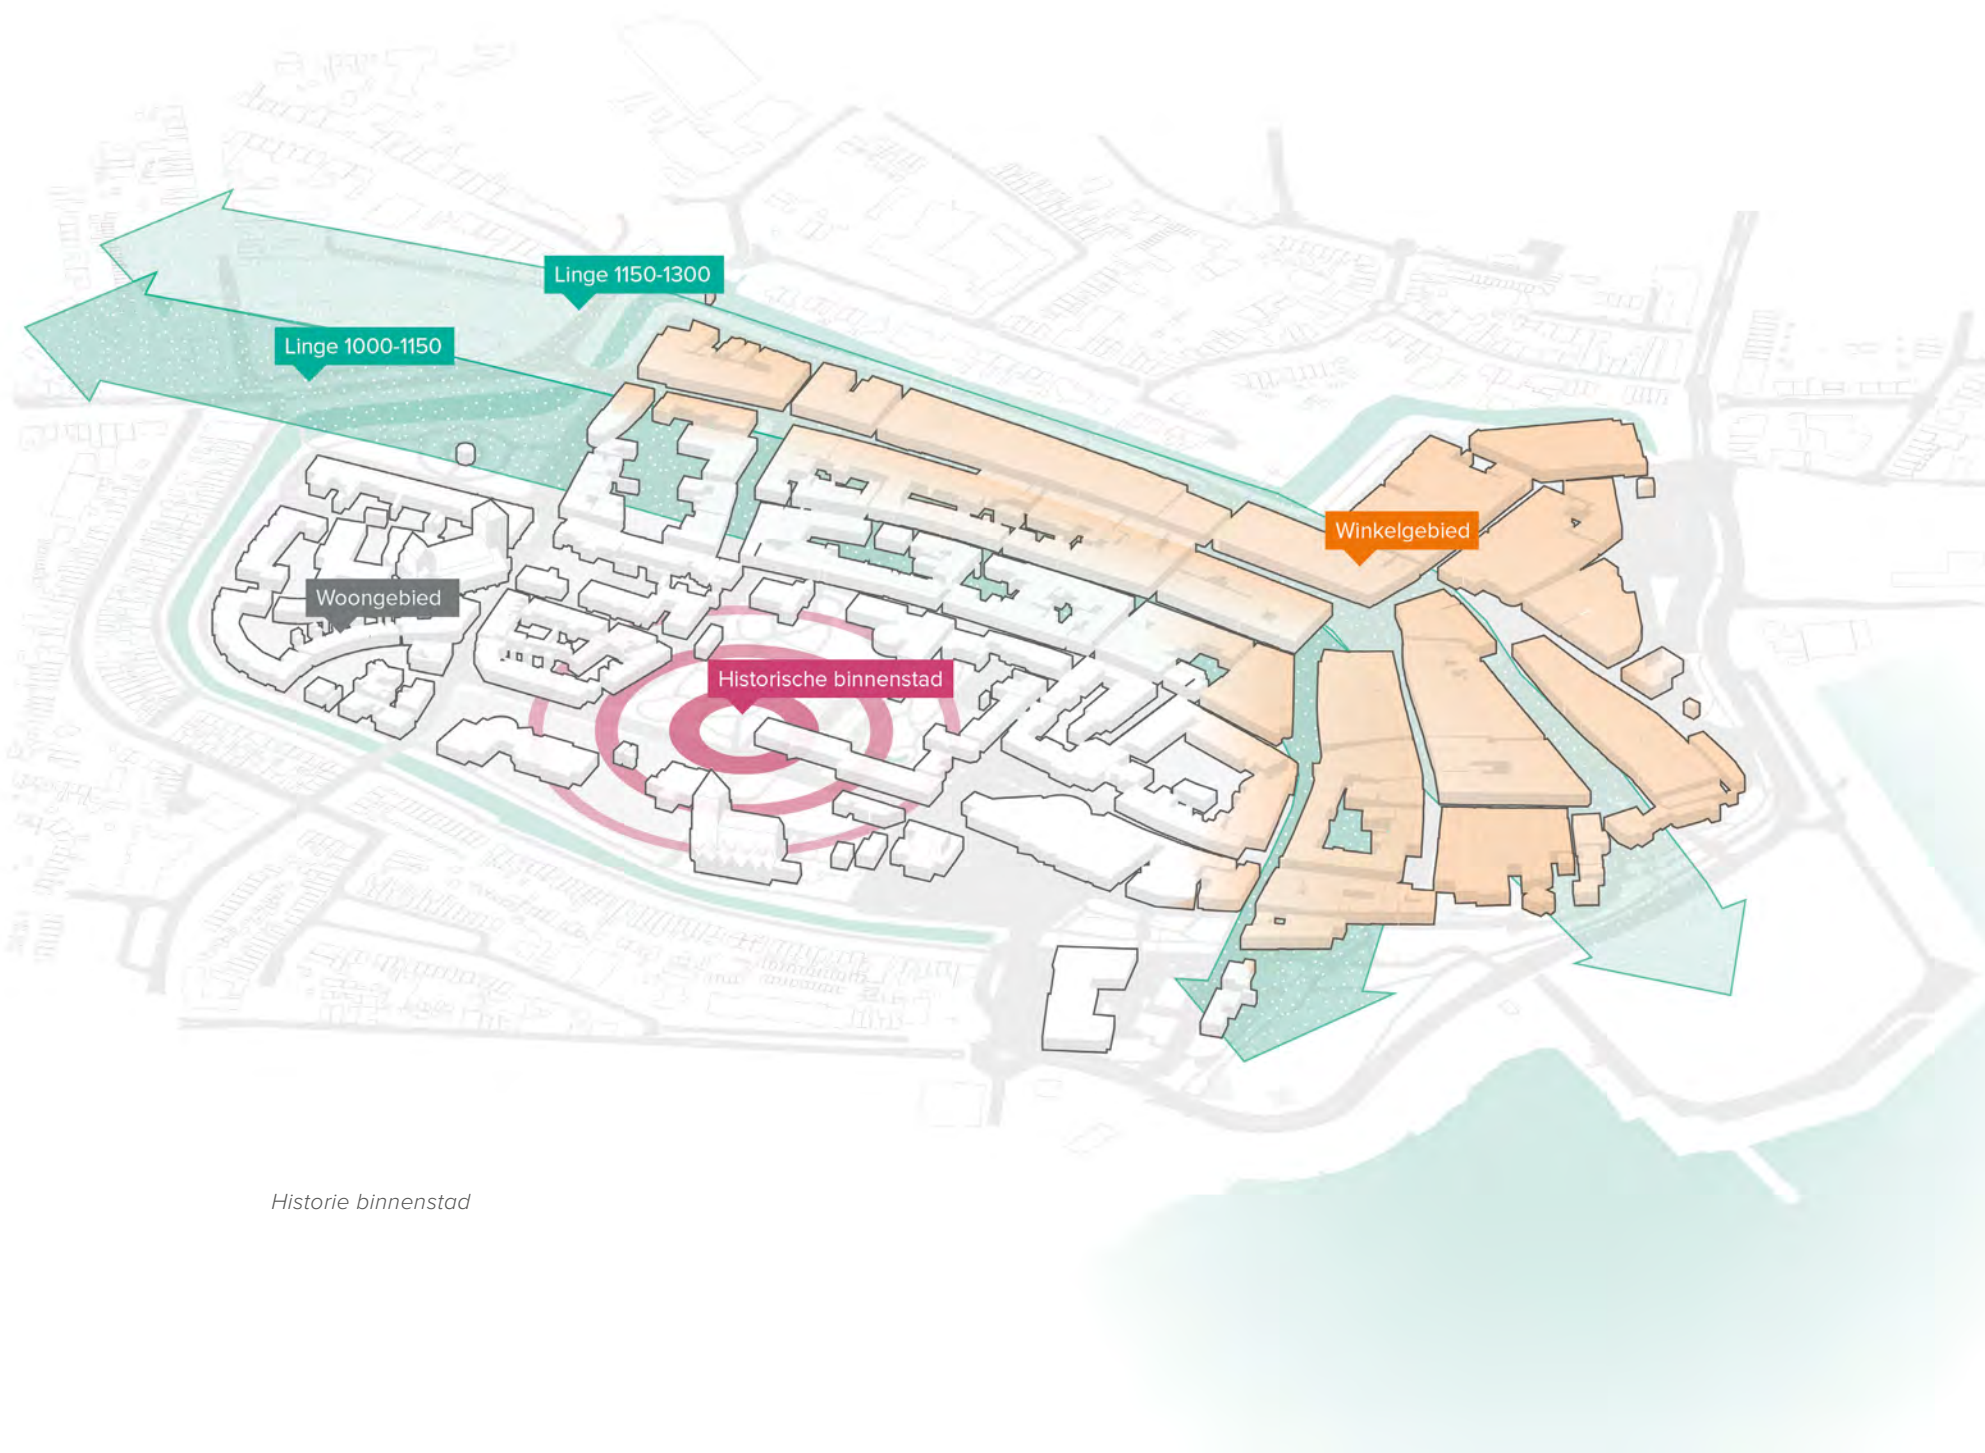 Linge 1150-1300
Linge 1000-1150
Winkelgebied
Woongebied
Historische binnenstad
Historie binnenstad